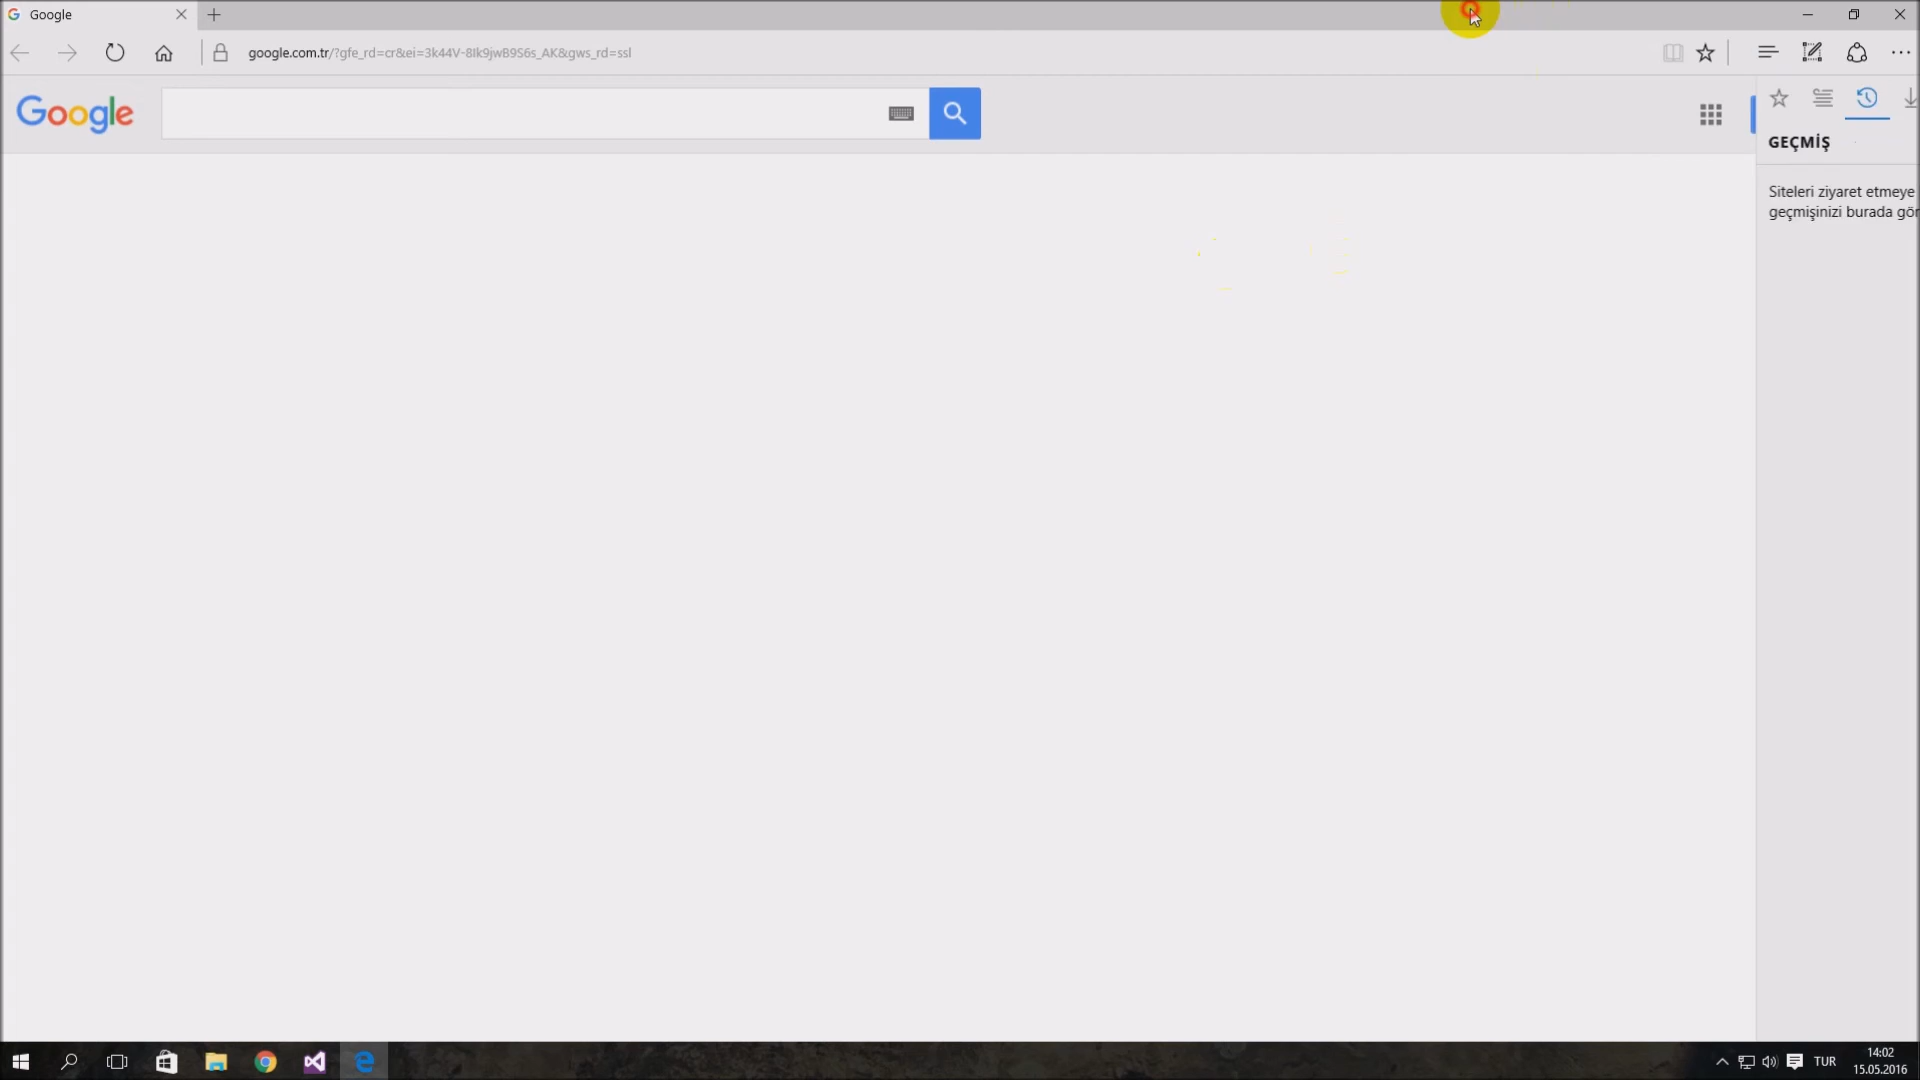 Google
google.com.tr/?gfe_rd=cr&ei=3k44V-8Ik9jwB9S6s_AK&gws_rd=ssl
Google
GEÇMİŞ
Siteleri ziyaret etmeye
geçmişinizi burada gör
TUR
14:02
15.05.2016